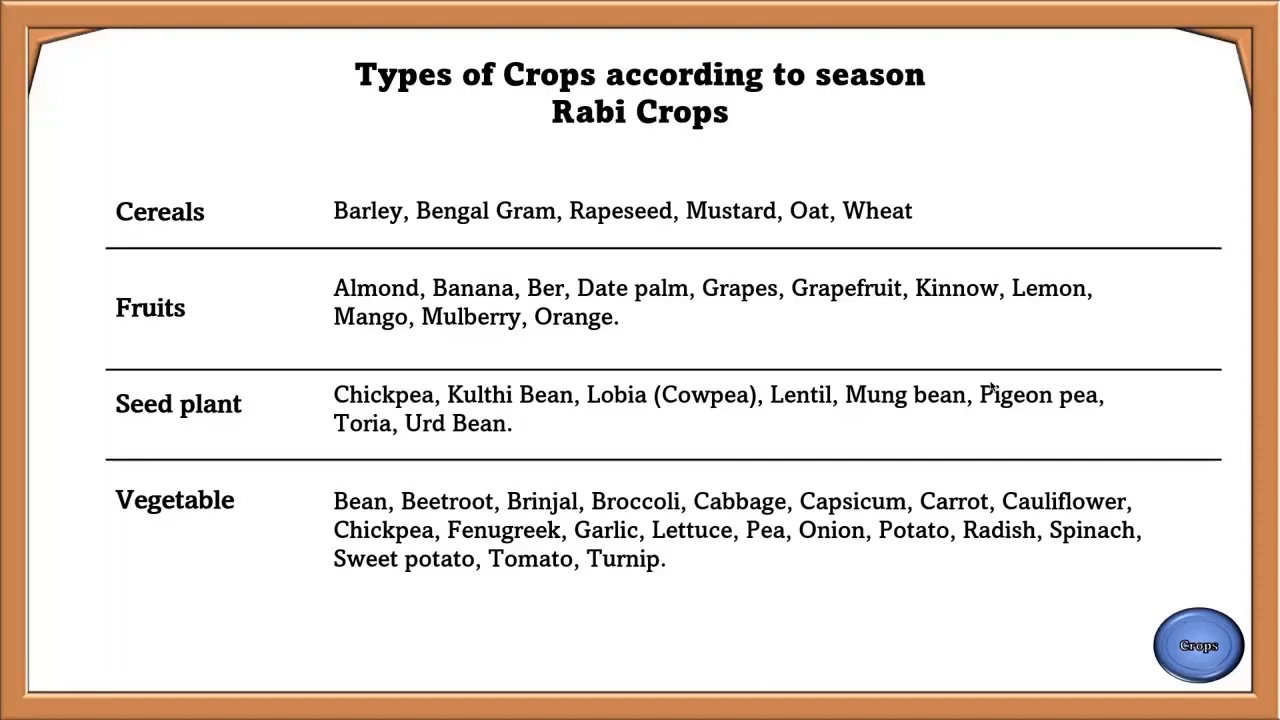 Types of Crops according to season
Rabi Crops
Cereals
Barley, Bengal Gram, Rapeseed, Mustard, Oat, Wheat
Fruits
Almond, Banana, Ber, Date palm, Grapes, Grapefruit, Kinnow, Lemon,
Mango, Mulberry, Orange.
Seed plant
Chickpea, Kulthi Bean, Lobia (Cowpea), Lentil, Mung bean, Pigeon pea,
Toria, Urd Bean.
Vegetable
Bean, Beetroot, Brinjal, Broccoli, Cabbage, Capsicum, Carrot, Cauliflower,
Chickpea, Fenugreek, Garlic, Lettuce, Pea, Onion, Potato, Radish, Spinach,
Sweet potato, Tomato, Turnip.
Crops